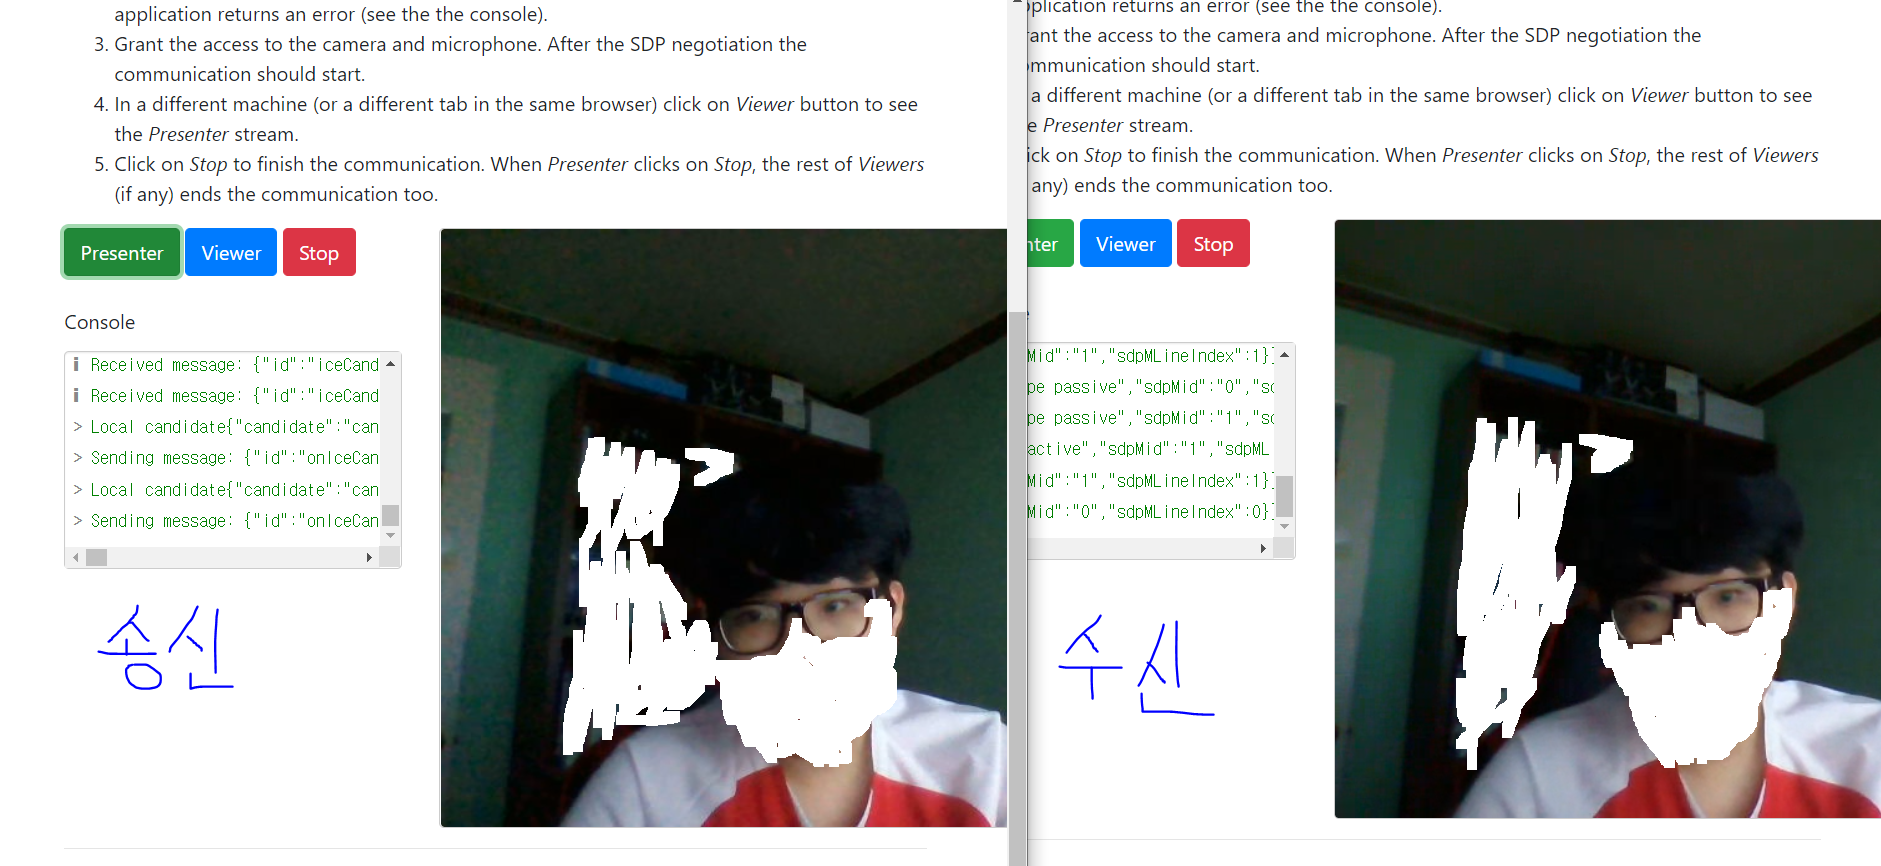 application returns an error (see the the console).
3. Grant the access to the camera and microphone. After the SDP negotiation the
communication should start.
4. In a different machine (or a different tab in the same browser) click on Viewer button to see
the Presenter stream.
5. Click on Stop to finish the communication. When Presenter clicks on Stop, the rest of Viewers
(if any) ends the communication too.
Presenter Viewer Stop
Console
i Received message: {"id":"iceCand
i Received message: {"id":"iceCand
> Local candidate{"candidate":"can
> Sending message: {"id":"onIceCan
> Local candidate{"candidate":"can
> Sending message: {"id":"onIceCan
송신
plication returns an error (see the the console).
ant the access to the camera and microphone. After the SDP negotiation the
mmunication should start.
a different machine (or a different tab in the same browser) click on Viewer button to see
e Presenter stream.
ick on Stop to finish the communication. When Presenter clicks on Stop, the rest of Viewers
any) ends the communication too.
nter Viewer Stop
e
Mid":"1","sdpMLineIndex":1}}
pe passive","sdpMid":"0","sd
pe passive","sdpMid":"1","sd
active","sdpMid":"1","sdpML
Mid":"1","sdpMLineIndex":1}}
Mid":"0","sdpMLineIndex":0}}
수신